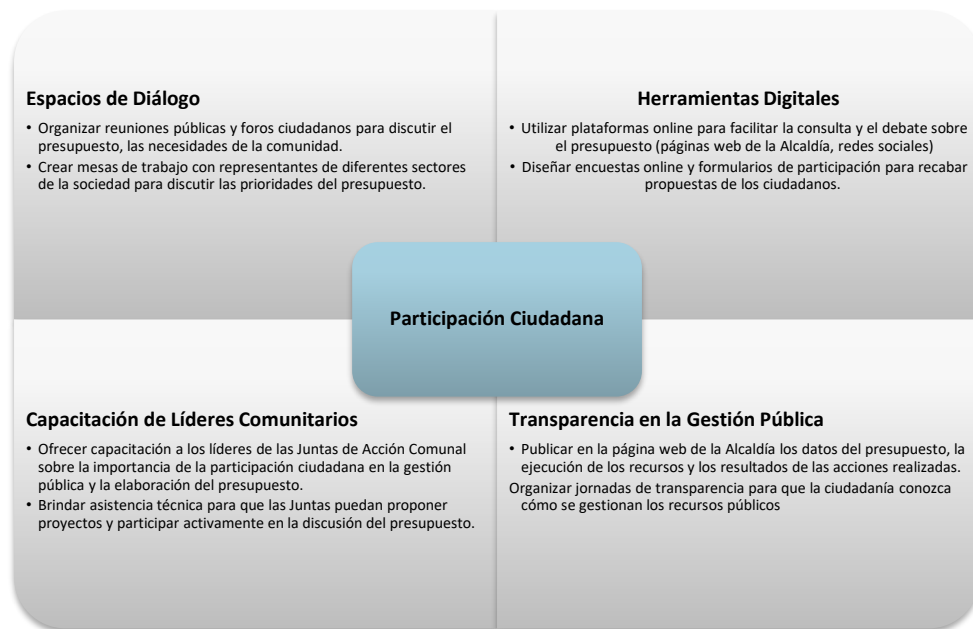 Espacios de Diálogo
• Organizar reuniones públicas y foros ciudadanos para discutir el
presupuesto, las necesidades de la comunidad.
• Crear mesas de trabajo con representantes de diferentes sectores
de la sociedad para discutir las prioridades del presupuesto.
Herramientas Digitales
• Utilizar plataformas online para facilitar la consulta y el debate sobre
el presupuesto (páginas web de la Alcaldía, redes sociales)
• Diseñar encuestas online y formularios de participación para recabar
propuestas de los ciudadanos.
Participación Ciudadana
Capacitación de Líderes Comunitarios
• Ofrecer capacitación a los líderes de las Juntas de Acción Comunal
sobre la importancia de la participación ciudadana en la gestión
pública y la elaboración del presupuesto.
• Brindar asistencia técnica para que las Juntas puedan proponer
proyectos y participar activamente en la discusión del presupuesto.
Transparencia en la Gestión Pública
• Publicar en la página web de la Alcaldía los datos del presupuesto, la
ejecución de los recursos y los resultados de las acciones realizadas.
Organizar jornadas de transparencia para que la ciudadanía conozca
cómo se gestionan los recursos públicos